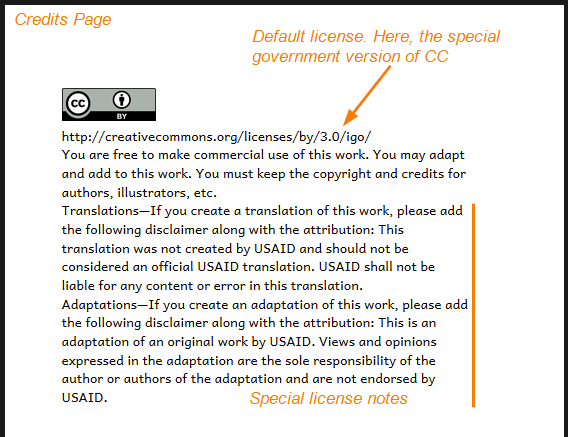 Credits Page
Default license. Here, the special
government version of CC
cc
BY
http://creativecommons.org/licenses/by/3.0/igo/
You are free to make commercial use of this work. You may adapt
and add to this work. You must keep the copyright and credits for
authors, illustrators, etc.
Translations—If you create a translation of this work, please add
the following disclaimer along with the attribution: This
translation was not created by USAID and should not be
considered an official USAID translation. USAID shall not be
liable for any content or error in this translation.
Adaptations—If you create an adaptation of this work, please add
the following disclaimer along with the attribution: This is an
adaptation of an original work by USAID. Views and opinions
expressed in the adaptation are the sole responsibility of the
author or authors of the adaptation and are not endorsed by
USAID.
Special license notes